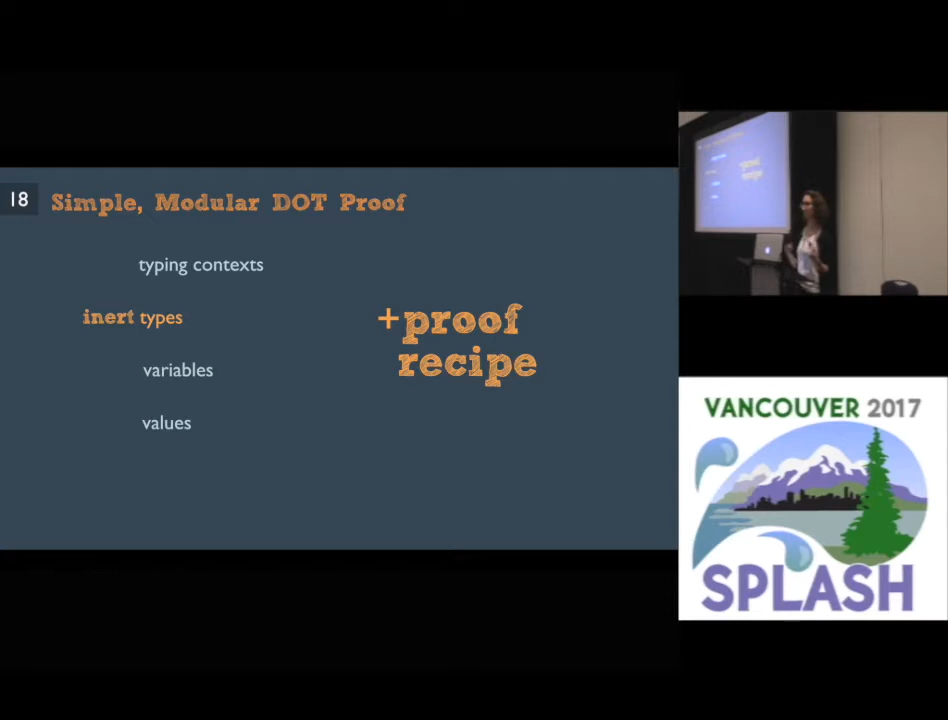 18
Simple, Modular DOT Proof
typing contexts
inert types
variables
values
+proof
recipe
VANCOUVER 2017
SPLASH